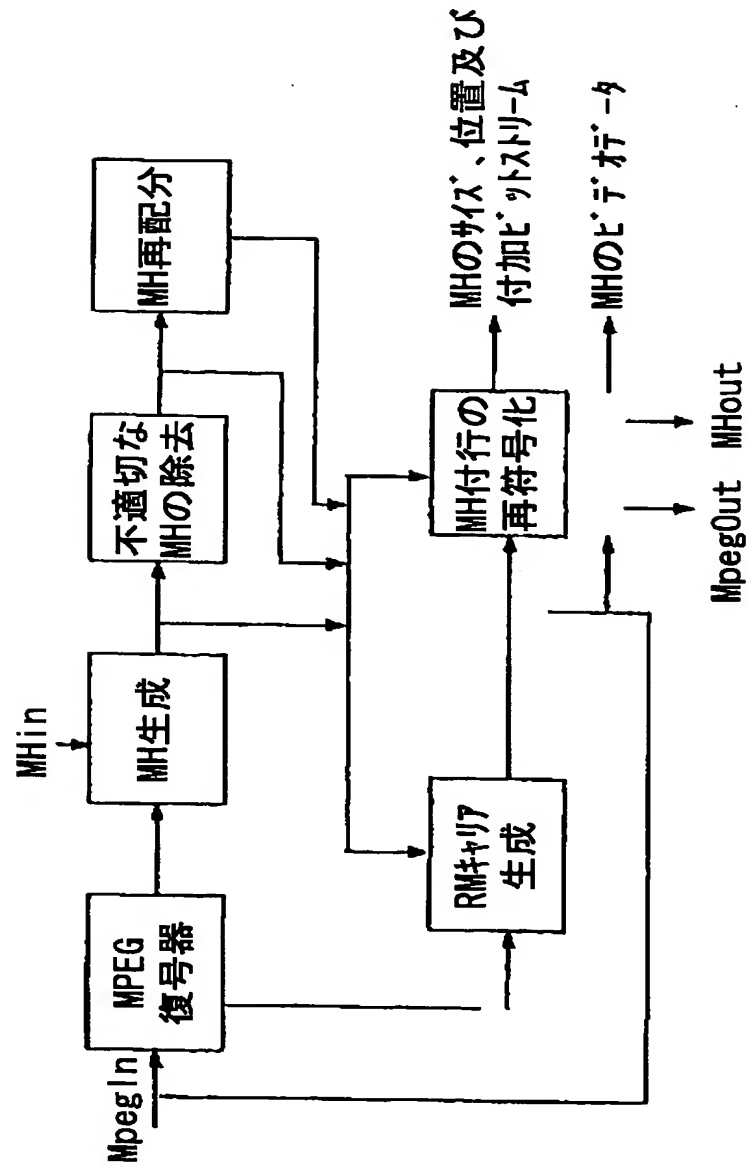 MHin
MpegIn
MPEG
復号器
MH生成
不適切な
MHの除去
MH再配分
RMキャリア
生成
MH付行の
再符号化
MHのサイズ、位置及び
付加ビットストリーム
MHのビデオデータ
MpegOut
MHout